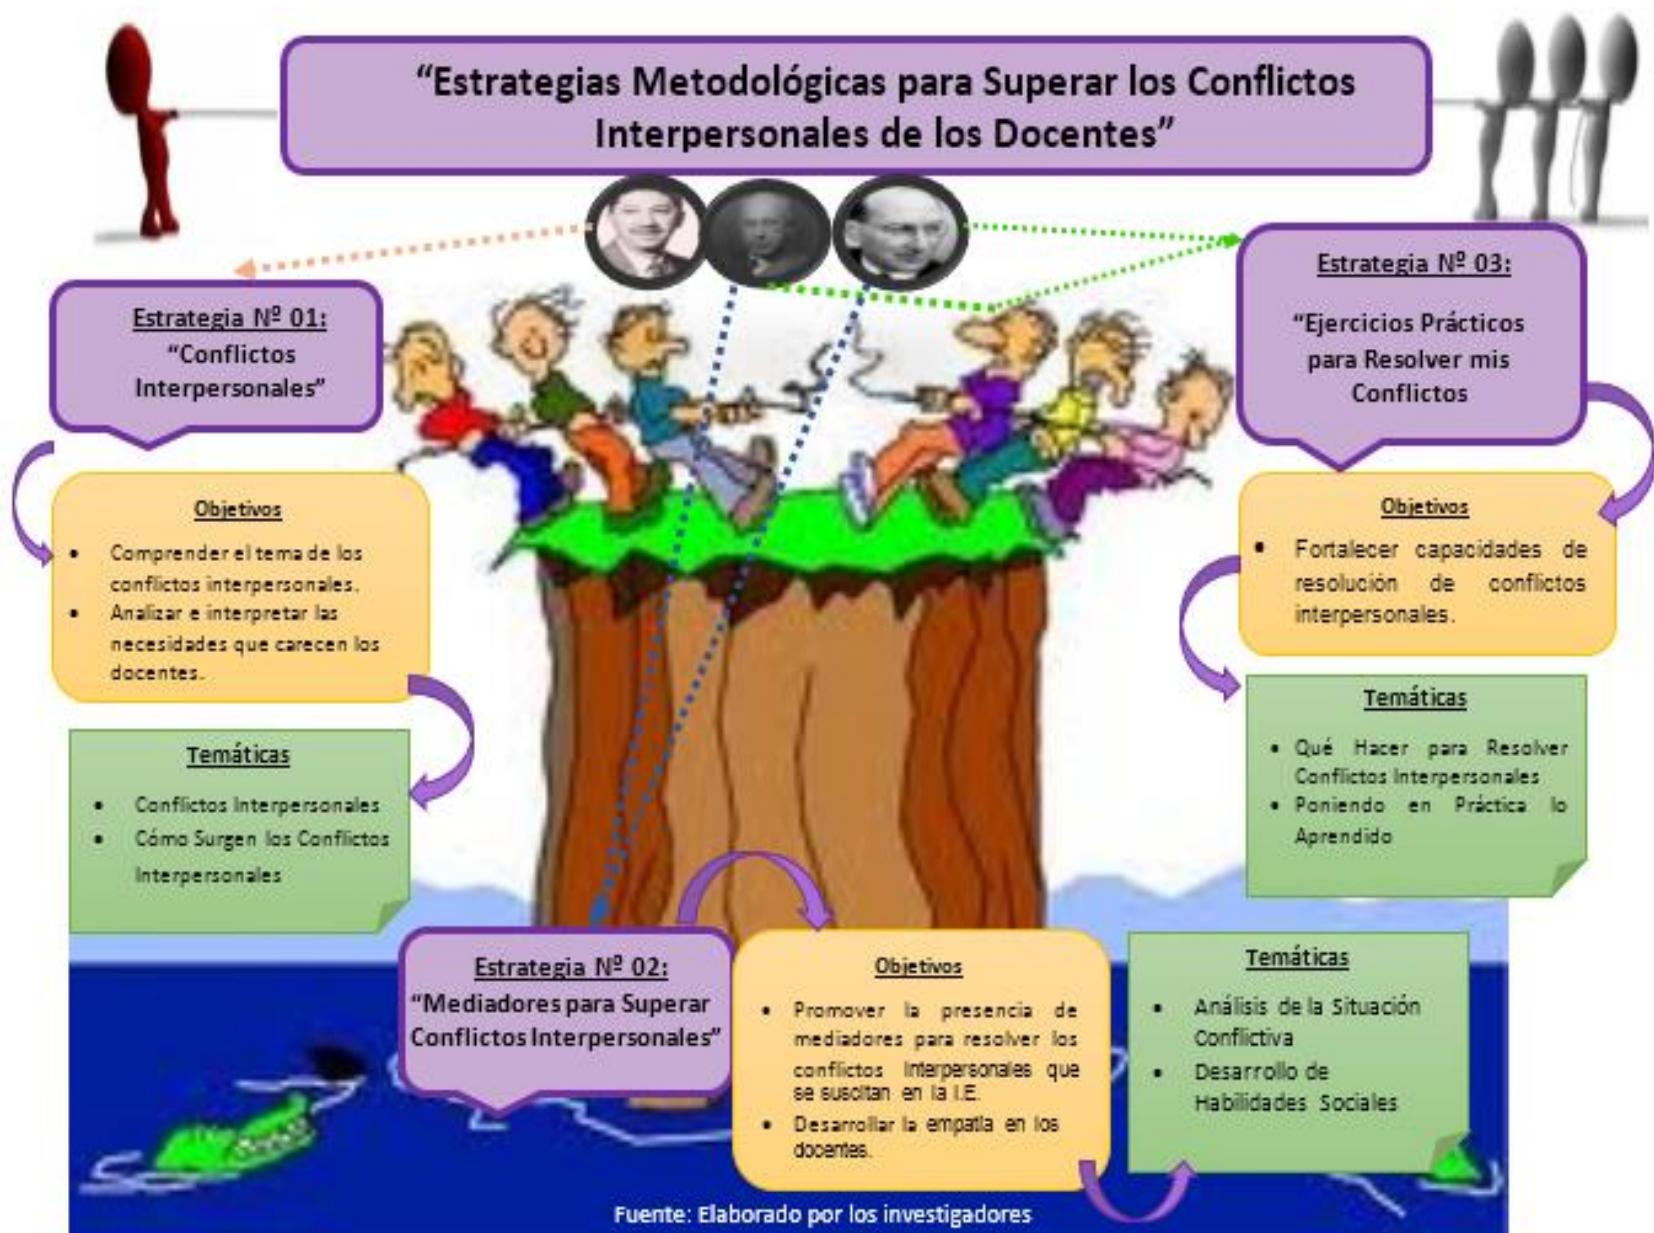 “Estrategias Metodológicas para Superar los Conflictos
Interpersonales de los Docentes”
Estrategia Nº 01:
“Conflictos
Interpersonales”
Objetivos
• Comprender el tema de los
conflictos interpersonales.
• Analizar e interpretar las
necesidades que carecen los
docentes.
Temáticas
• Conflictos Interpersonales
• Cómo Surgen los Conflictos
Interpersonales
Estrategia Nº 02:
“Mediadores para Superar
Conflictos Interpersonales”
Objetivos
• Promover la presencia de
mediadores para resolver los
conflictos interpersonales que
se suscitan en la I.E.
• Desarrollar la empatía en los
docentes.
Temáticas
• Análisis de la Situación
Conflictiva
• Desarrollo de
Habilidades Sociales
Estrategia Nº 03:
“Ejercicios Prácticos
para Resolver mis
Conflictos
Objetivos
• Fortalecer capacidades de
resolución de conflictos
interpersonales.
Temáticas
• Qué Hacer para Resolver
Conflictos Interpersonales
• Poniendo en Práctica lo
Aprendido
Fuente: Elaborado por los investigadores